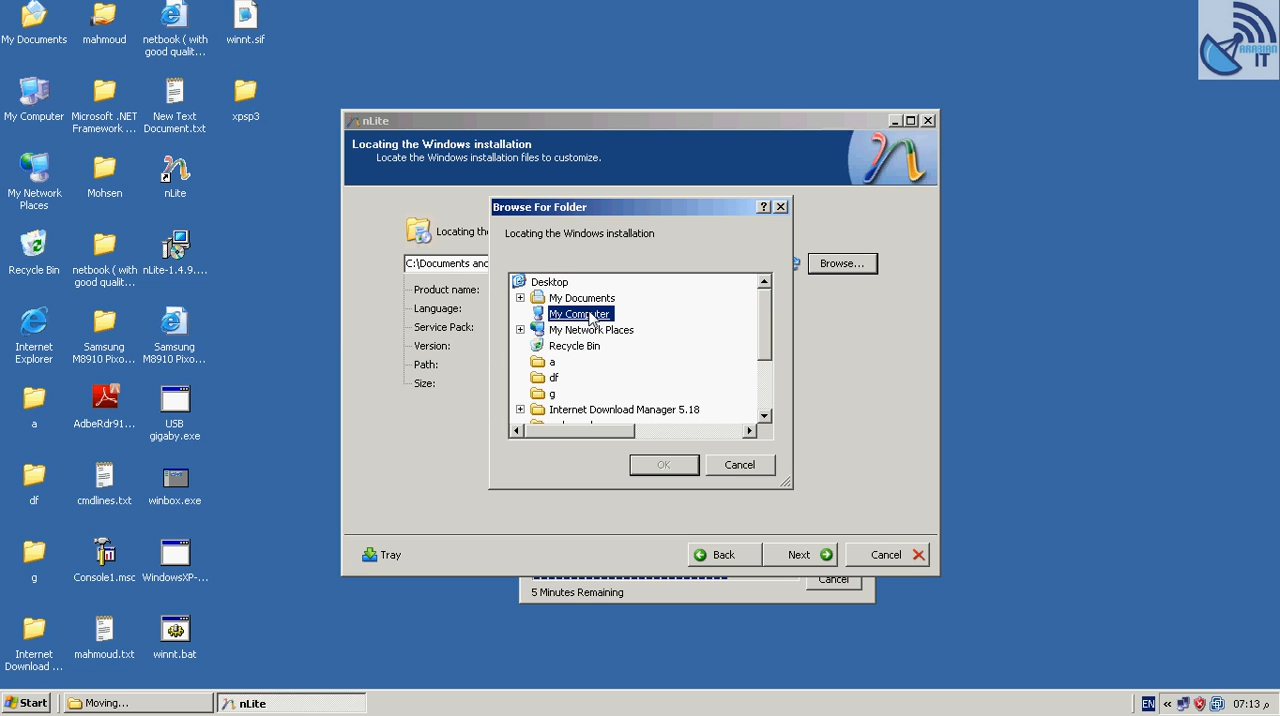 My Documents
mahmoud
netbook ( with
good qualit...
winnt.sif
ARABIAN
IT
My Computer
Microsoft .NET
Framework ...
New Text
Document.txt
xpsp3
My Network
Places
Mohsen
nLite
Recycle Bin
netbook ( with
good qualit...
nLite-1.4.9....
Internet
Explorer
Samsung
M8910 Pixo...
Samsung
M8910 Pixo...
a
AdbeRdr91...
USB
gigaby.exe
df
cmdlines.txt
winbox.exe
g
Console1.msc
WindowsXP-...
Internet
Download ...
mahmoud.txt
winnt.bat
nLite
Locating the Windows installation
Locate the Windows installation files to customize.
Locating the
C:\Documents and
Browse...
Product name:
Language:
Service Pack:
Version:
Path:
Size:
Browse For Folder
Locating the Windows installation
Desktop
My Documents
My Computer
My Network Places
Recycle Bin
a
df
g
Internet Download Manager 5.18
OK
Cancel
Tray
Back
Next
Cancel
Cancel
5 Minutes Remaining
Start
Moving...
nLite
EN
«
07:13 م